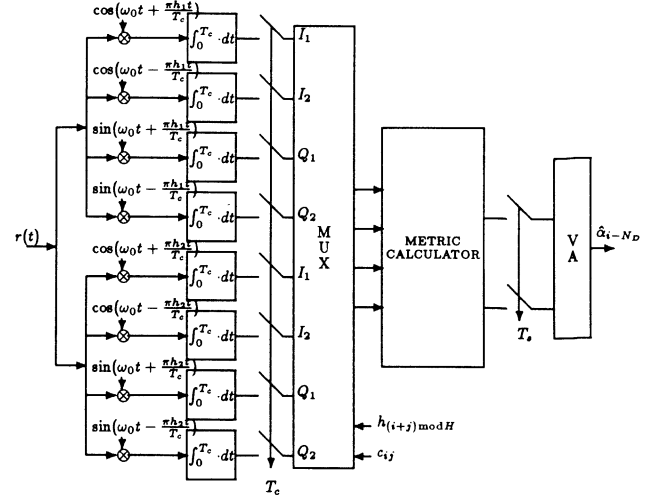 cos(ω₀t + πh₁t/T_c)
∫₀^{T_c} ·dt
I₁
cos(ω₀t − πh₁t/T_c)
∫₀^{T_c} ·dt
I₂
sin(ω₀t + πh₁t/T_c)
∫₀^{T_c} ·dt
Q₁
sin(ω₀t − πh₁t/T_c)
∫₀^{T_c} ·dt
Q₂
r(t)
cos(ω₀t + πh₂t/T_c)
∫₀^{T_c} ·dt
I₁
cos(ω₀t − πh₂t/T_c)
∫₀^{T_c} ·dt
I₂
sin(ω₀t + πh₂t/T_c)
∫₀^{T_c} ·dt
Q₁
sin(ω₀t − πh₂t/T_c)
∫₀^{T_c} ·dt
Q₂
T_c
M
U
X
h_{(i+j) mod H}
c_{ij}
METRIC
CALCULATOR
T_s
V
A
α̂_{i−N_D}